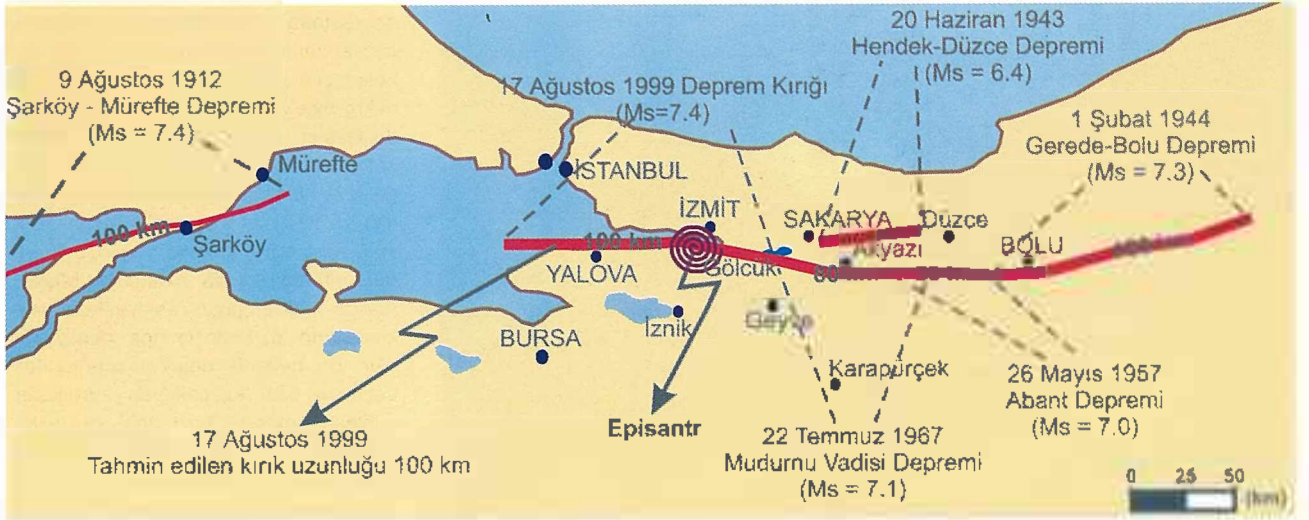 20 Haziran 1943
Hendek-Düzce Depremi
(Ms = 6.4)
9 Ağustos 1912
Şarköy - Mürefte Depremi
(Ms = 7.4)
17 Ağustos 1999 Deprem Kırığı
(Ms=7.4)
1 Şubat 1944
Gerede-Bolu Depremi
(Ms = 7.3)
Mürefte
İSTANBUL
100 km
Şarköy
İZMİT
SAKARYA
Düzce
100 km
Akyazı
BOLU
YALOVA
Gölcük
80
km
Geyve
İznik
BURSA
Karapürçek
26 Mayıs 1957
Abant Depremi
(Ms = 7.0)
Episantr
17 Ağustos 1999
Tahmin edilen kırık uzunluğu 100 km
22 Temmuz 1967
Mudurnu Vadisi Depremi
(Ms = 7.1)
0 25 50
(km)